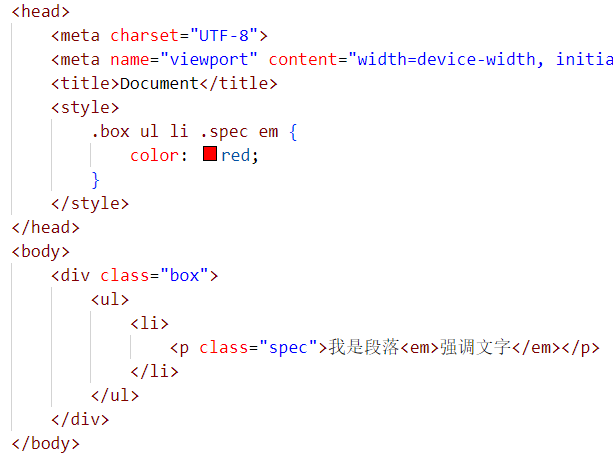 <head>
    <meta charset="UTF-8">
    <meta name="viewport" content="width=device-width, initia
    <title>Document</title>
    <style>
        .box ul li .spec em {
            color: red;
        }
    </style>
</head>
<body>
    <div class="box">
        <ul>
            <li>
                <p class="spec">我是段落<em>强调文字</em></p>
            </li>
        </ul>
    </div>
</body>